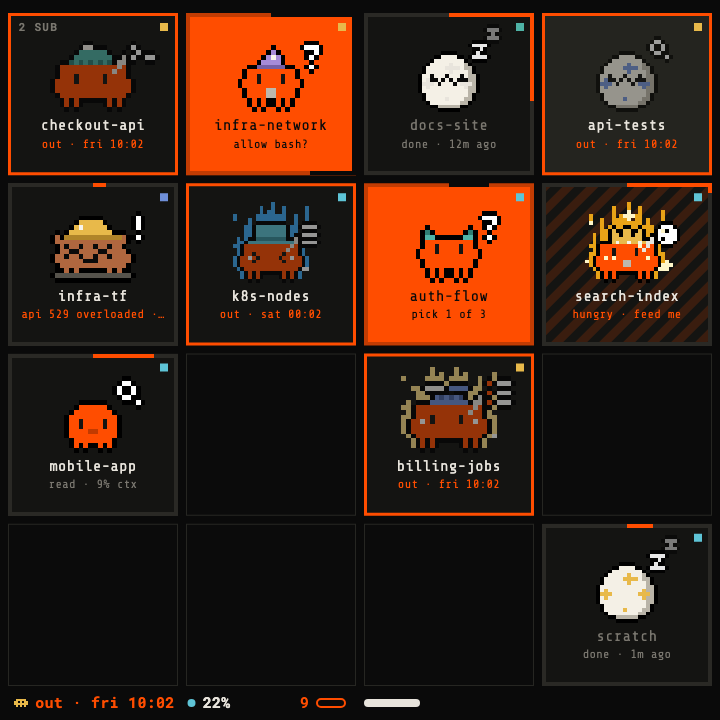 2 SUB
checkout-api
out · fri 10:02
infra-network
allow bash?
docs-site
done · 12m ago
api-tests
out · fri 10:02
infra-tf
api 529 overloaded ·…
k8s-nodes
out · sat 00:02
auth-flow
pick 1 of 3
search-index
hungry · feed me
mobile-app
read · 9% ctx
billing-jobs
out · fri 10:02
scratch
done · 1m ago
out · fri 10:02 22% 9